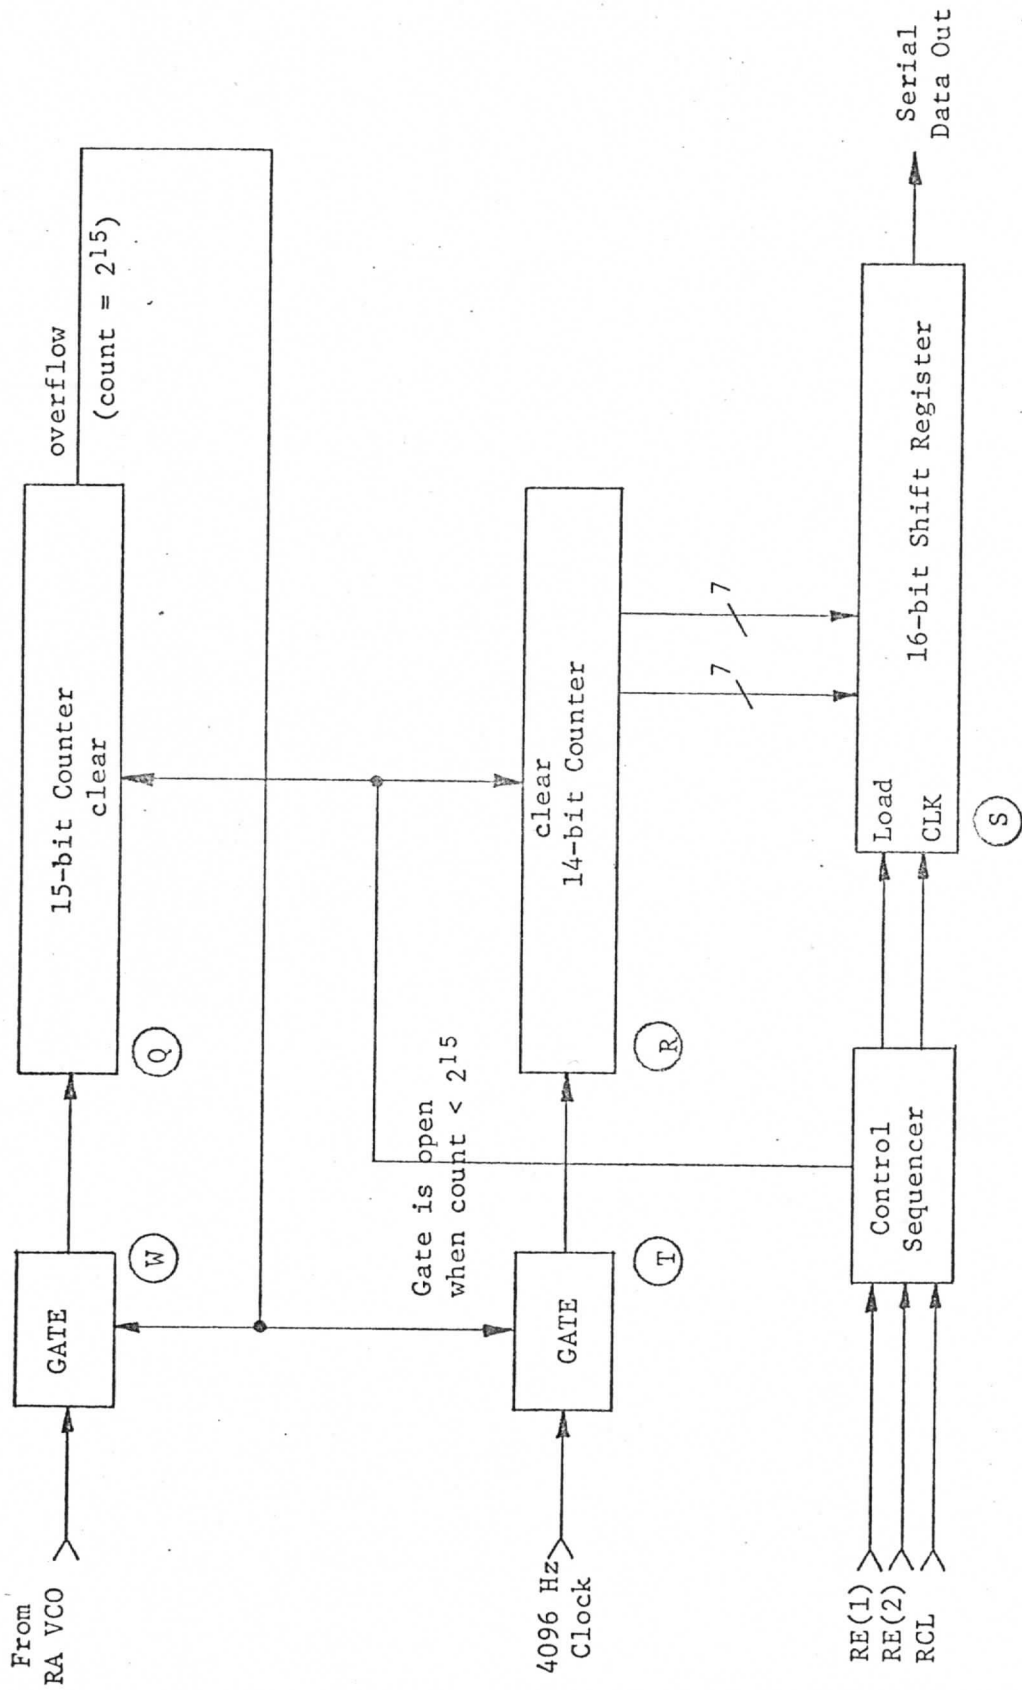 From
RA VCO
GATE
W
15-bit Counter
clear
Q
overflow
(count = 2^15)
Gate is open
when count < 2^15
4096 Hz
Clock
GATE
T
clear
14-bit Counter
R
7
7
RE(1)
RE(2)
RCL
Control
Sequencer
Load
CLK
16-bit Shift Register
S
Serial
Data Out